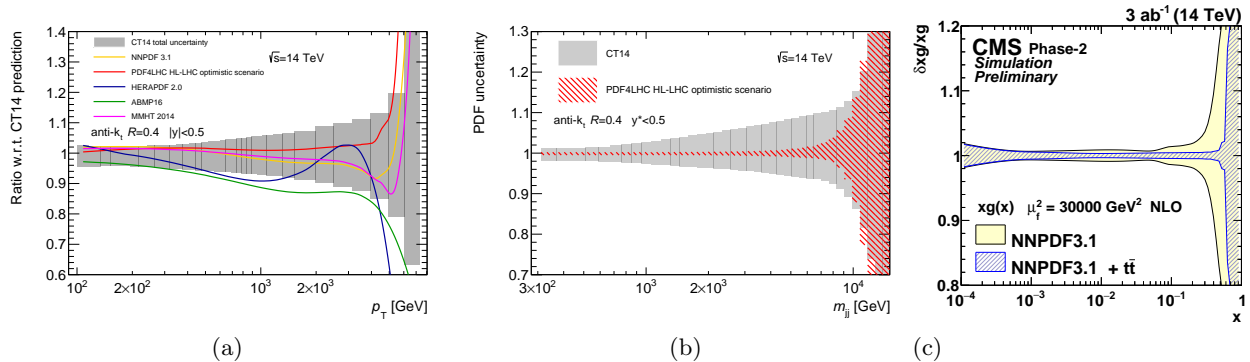 Ratio w.r.t. CT14 prediction
1.4
1.3
1.2
1.1
1
0.9
0.8
0.7
0.6
CT14 total uncertainty
NNPDF 3.1
PDF4LHC HL-LHC optimistic scenario
HERAPDF 2.0
ABMP16
MMHT 2014
√s=14 TeV
anti-kt R=0.4 |y|<0.5
10² 2×10² 10³ 2×10³
pT [GeV]
(a)
PDF uncertainty
1.3
1.2
1.1
1.0
0.9
0.8
0.7
CT14
√s=14 TeV
PDF4LHC HL-LHC optimistic scenario
anti-kt R=0.4 y*<0.5
3×10² 10³ 2×10³ 10⁴
mjj [GeV]
(b)
3 ab⁻¹ (14 TeV)
δxg/xg
1.2
1.1
1
0.9
0.8
CMS Phase-2
Simulation
Preliminary
xg(x) μf² = 30000 GeV² NLO
NNPDF3.1
NNPDF3.1 + tt̄
10⁻⁴ 10⁻³ 10⁻² 10⁻¹ 1
x
(c)